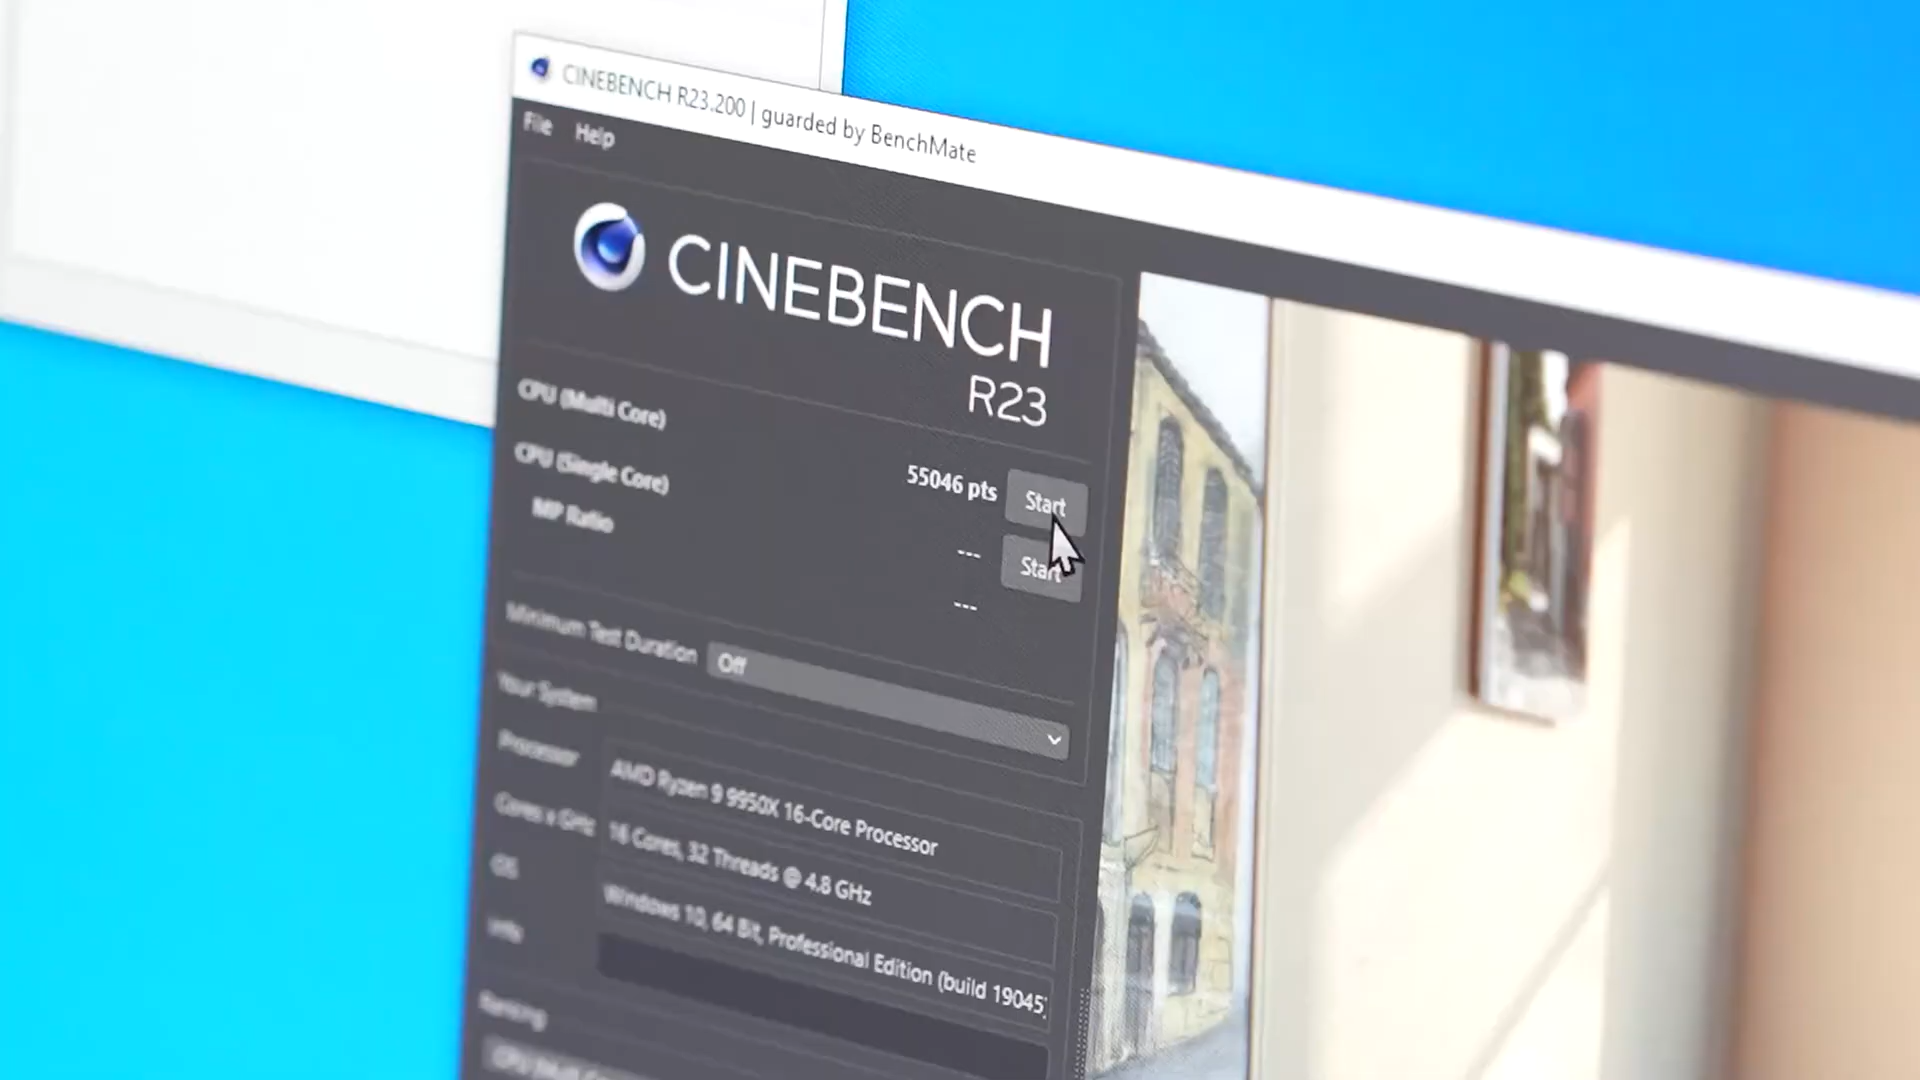 CINEBENCH R23.200 | guarded by BenchMate
File Help
CINEBENCH
R23
CPU (Multi Core) 55046 pts Start
CPU (Single Core) --- Start
MP Ratio ---
Minimum Test Duration Off
Your System
Processor AMD Ryzen 9 9950X 16-Core Processor
Cores x GHz 16 Cores, 32 Threads @ 4.8 GHz
OS Windows 10, 64 Bit, Professional Edition (build 19045)
Info
Ranking